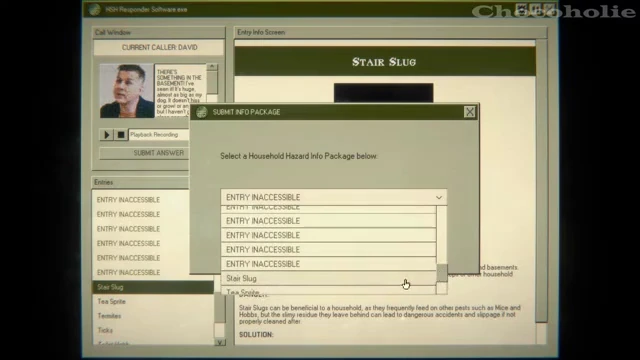 Chocoholie
HSH Responder Software.exe
Call Window
CURRENT CALLER: DAVID
THERE'S
SOMETHING IN THE
BASEMENT! I've
seen it! It's huge,
almost as big as my
dog. It doesn't hiss
or growl or an
but I haven't
Playback Recording
SUBMIT ANSWER
Entries
ENTRY INACCESSIBLE
ENTRY INACCESSIBLE
ENTRY INACCESSIBLE
ENTRY INACCESSIBLE
ENTRY INACCESSIBLE
ENTRY INACCESSIBLE
Stair Slug
Tea Sprite
Termites
Ticks
Entry Info Screen
STAIR SLUG
SUBMIT INFO PACKAGE
Select a Household Hazard Info Package below:
ENTRY INACCESSIBLE
ENTRY INACCESSIBLE
ENTRY INACCESSIBLE
ENTRY INACCESSIBLE
ENTRY INACCESSIBLE
ENTRY INACCESSIBLE
Stair Slug
Tea Sprite
nd basements.
household
DANGER:
Stair Slugs can be beneficial to a household, as they frequently feed on other pests such as Mice and
Hobbs, but the slimy residue they leave behind can lead to dangerous accidents and slippage if not
properly cleaned after.
SOLUTION: